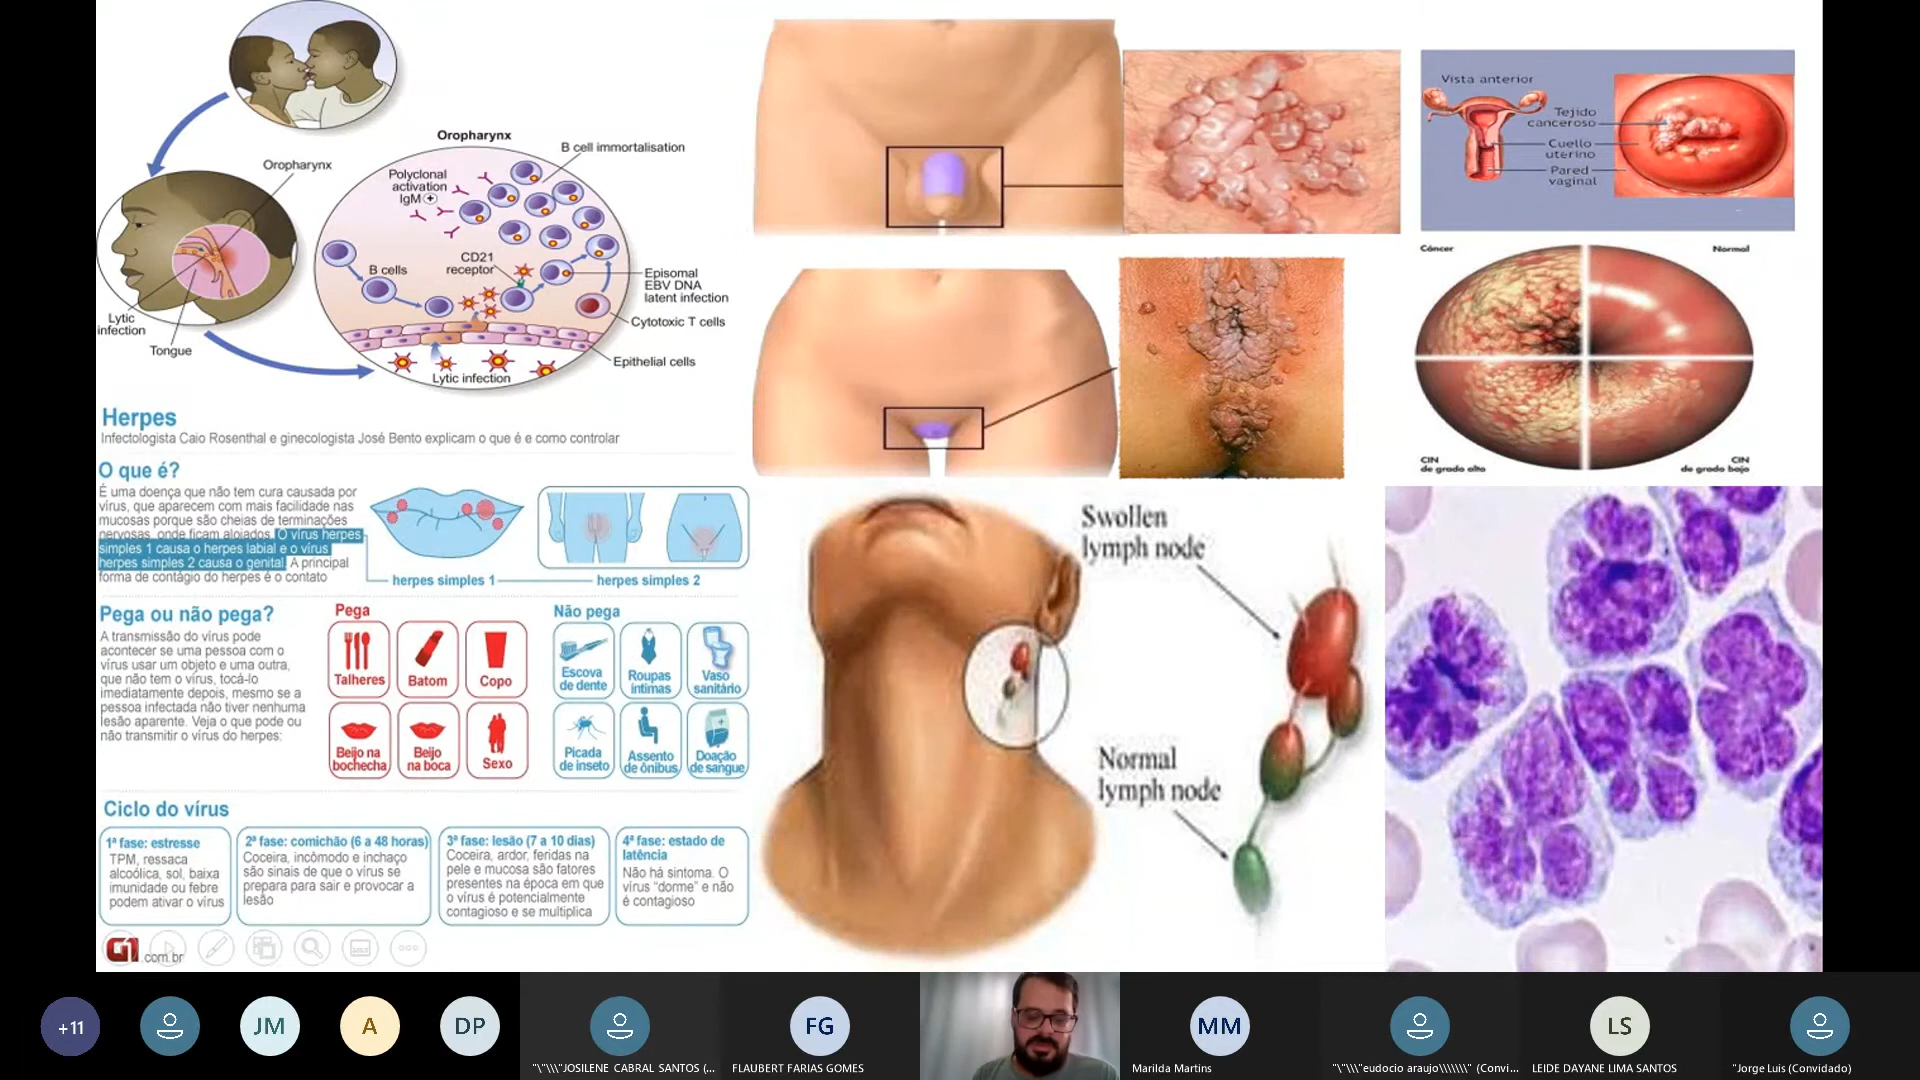 Oropharynx
B cell immortalisation
Polyclonal
activation
IgM +
Oropharynx
CD21
receptor
B cells
Episomal
EBV DNA
latent infection
Cytotoxic T cells
Lytic
infection
Tongue
Epithelial cells
Lytic infection
Herpes
Infectologista Caio Rosenthal e ginecologista José Bento explicam o que é e como controlar
O que é?
É uma doença que não tem cura causada por
vírus, que aparecem com mais facilidade nas
mucosas porque são cheias de terminações
nervosas, onde ficam alojados. O vírus herpes
simples 1 causa o herpes labial e o vírus
herpes simples 2 causa o genital. A principal
forma de contágio do herpes é o contato
herpes simples 1
herpes simples 2
Pega ou não pega?
A transmissão do vírus pode
acontecer se uma pessoa com o
vírus usar um objeto e uma outra,
que não tem o vírus, tocá-lo
imediatamente depois, mesmo se a
pessoa infectada não tiver nenhuma
lesão aparente. Veja o que pode ou
não transmitir o vírus do herpes:
Pega
Talheres
Batom
Copo
Beijo na
bochecha
Beijo
na boca
Sexo
Não pega
Escova
de dente
Roupas
íntimas
Vaso
sanitário
Picada
de inseto
Assento
de ônibus
Doação
de sangue
Ciclo do vírus
1ª fase: estresse
TPM, ressaca
alcoólica, sol, baixa
imunidade ou febre
podem ativar o vírus
2ª fase: comichão (6 a 48 horas)
Coceira, incômodo e inchaço
são sinais de que o vírus se
prepara para sair e provocar a
lesão
3ª fase: lesão (7 a 10 dias)
Coceira, ardor, feridas na
pele e mucosa são fatores
presentes na época em que
o vírus é potencialmente
contagioso e se multiplica
4ª fase: estado de
latência
Não há sintoma. O
vírus "dorme" e não
é contagioso
G1.com.br
Vista anterior
Tejido
canceroso
Cuello
uterino
Pared
vaginal
Cáncer
Normal
CIN
de grado alto
CIN
de grado bajo
Swollen
lymph node
Normal
lymph node
+11
JM
A
DP
"\"\\\"JOSILENE CABRAL SANTOS (...
FG
FLAUBERT FARIAS GOMES
MM
Marilda Martins
"\"\\\"eudocio araujo\\\\\\\" (Convi...
LS
LEIDE DAYANE LIMA SANTOS
"Jorge Luis (Convidado)